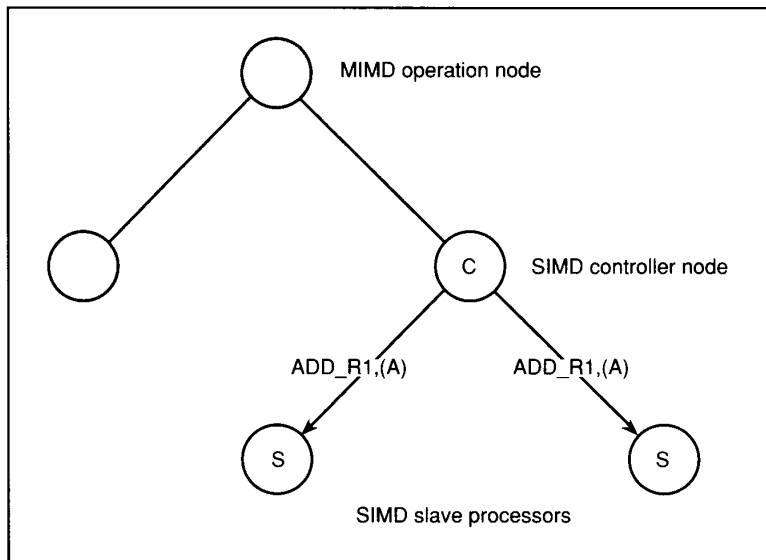 MIMD operation node
C
SIMD controller node
ADD_R1,(A)
ADD_R1,(A)
S
S
SIMD slave processors